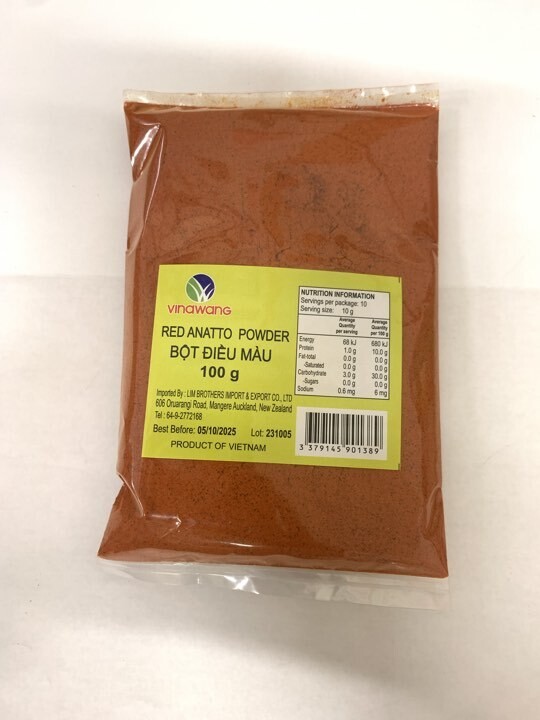 VINAWANG
RED ANATTO POWDER
BỘT ĐIỀU MÀU
100 g
Imported By : LIM BROTHERS IMPORT & EXPORT CO., LTD
606 Oruarangi Road, Mangere Auckland, New Zealand
Tel : 64-9-2772168
Best Before: 05/10/2025 Lot: 231005
PRODUCT OF VIETNAM
NUTRITION INFORMATION
Servings per package: 10
Serving size: 10 g
Average Quantity per serving Average Quantity per 100 g
Energy 68 kJ 680 kJ
Protein 1.0 g 10.0 g
Fat-total 0.0 g 0.0 g
-Saturated 0.0 g 0.0 g
Carbohydrate 3.0 g 30.0 g
-Sugars 0.0 g 0.0 g
Sodium 0.6 mg 6 mg
3 379145 901389